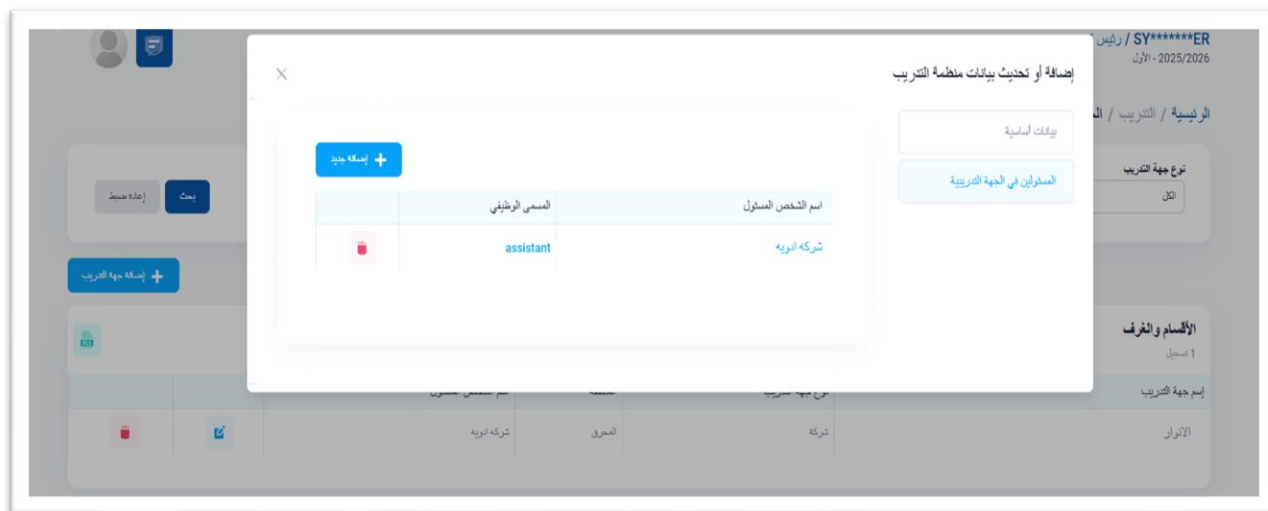 SY*******ER / رئيس
2025/2026 - الأول
الرئيسية / التدريب / الـ
نوع جهة التدريب
الكل
بحث
إعادة ضبط
+ إضافة جهة التدريب
الأقسام والغرف
1 تسجيل
إسم جهة التدريب
نوع جهة التدريب
المنطقة
اسم الشخص المسئول
الانوار
شركة
المحرق
شركه ادويه
إضافة أو تحديث بيانات منظمة التدريب
X
بيانات أساسية
المسئولين في الجهة التدريبية
+ إضافة جديد
اسم الشخص المسئول
المسمى الوظيفي
شركه ادويه
assistant